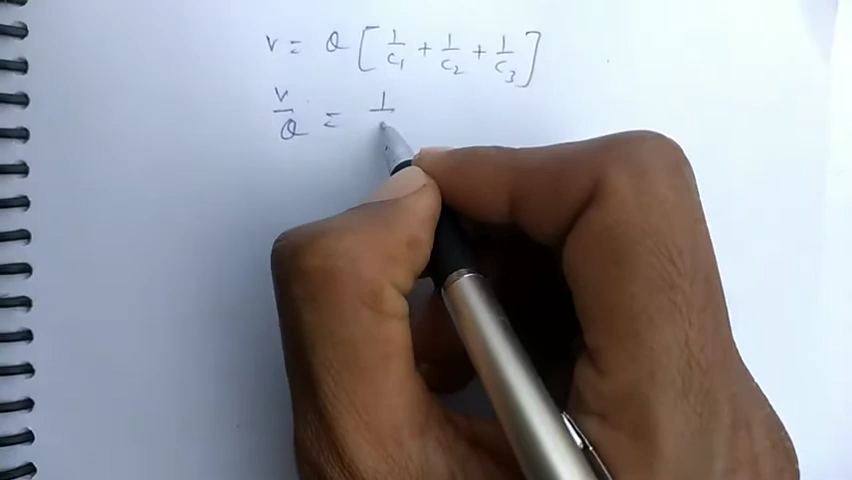 V = Q [ 1/C₁ + 1/C₂ + 1/C₃ ]
V/Q = 1/